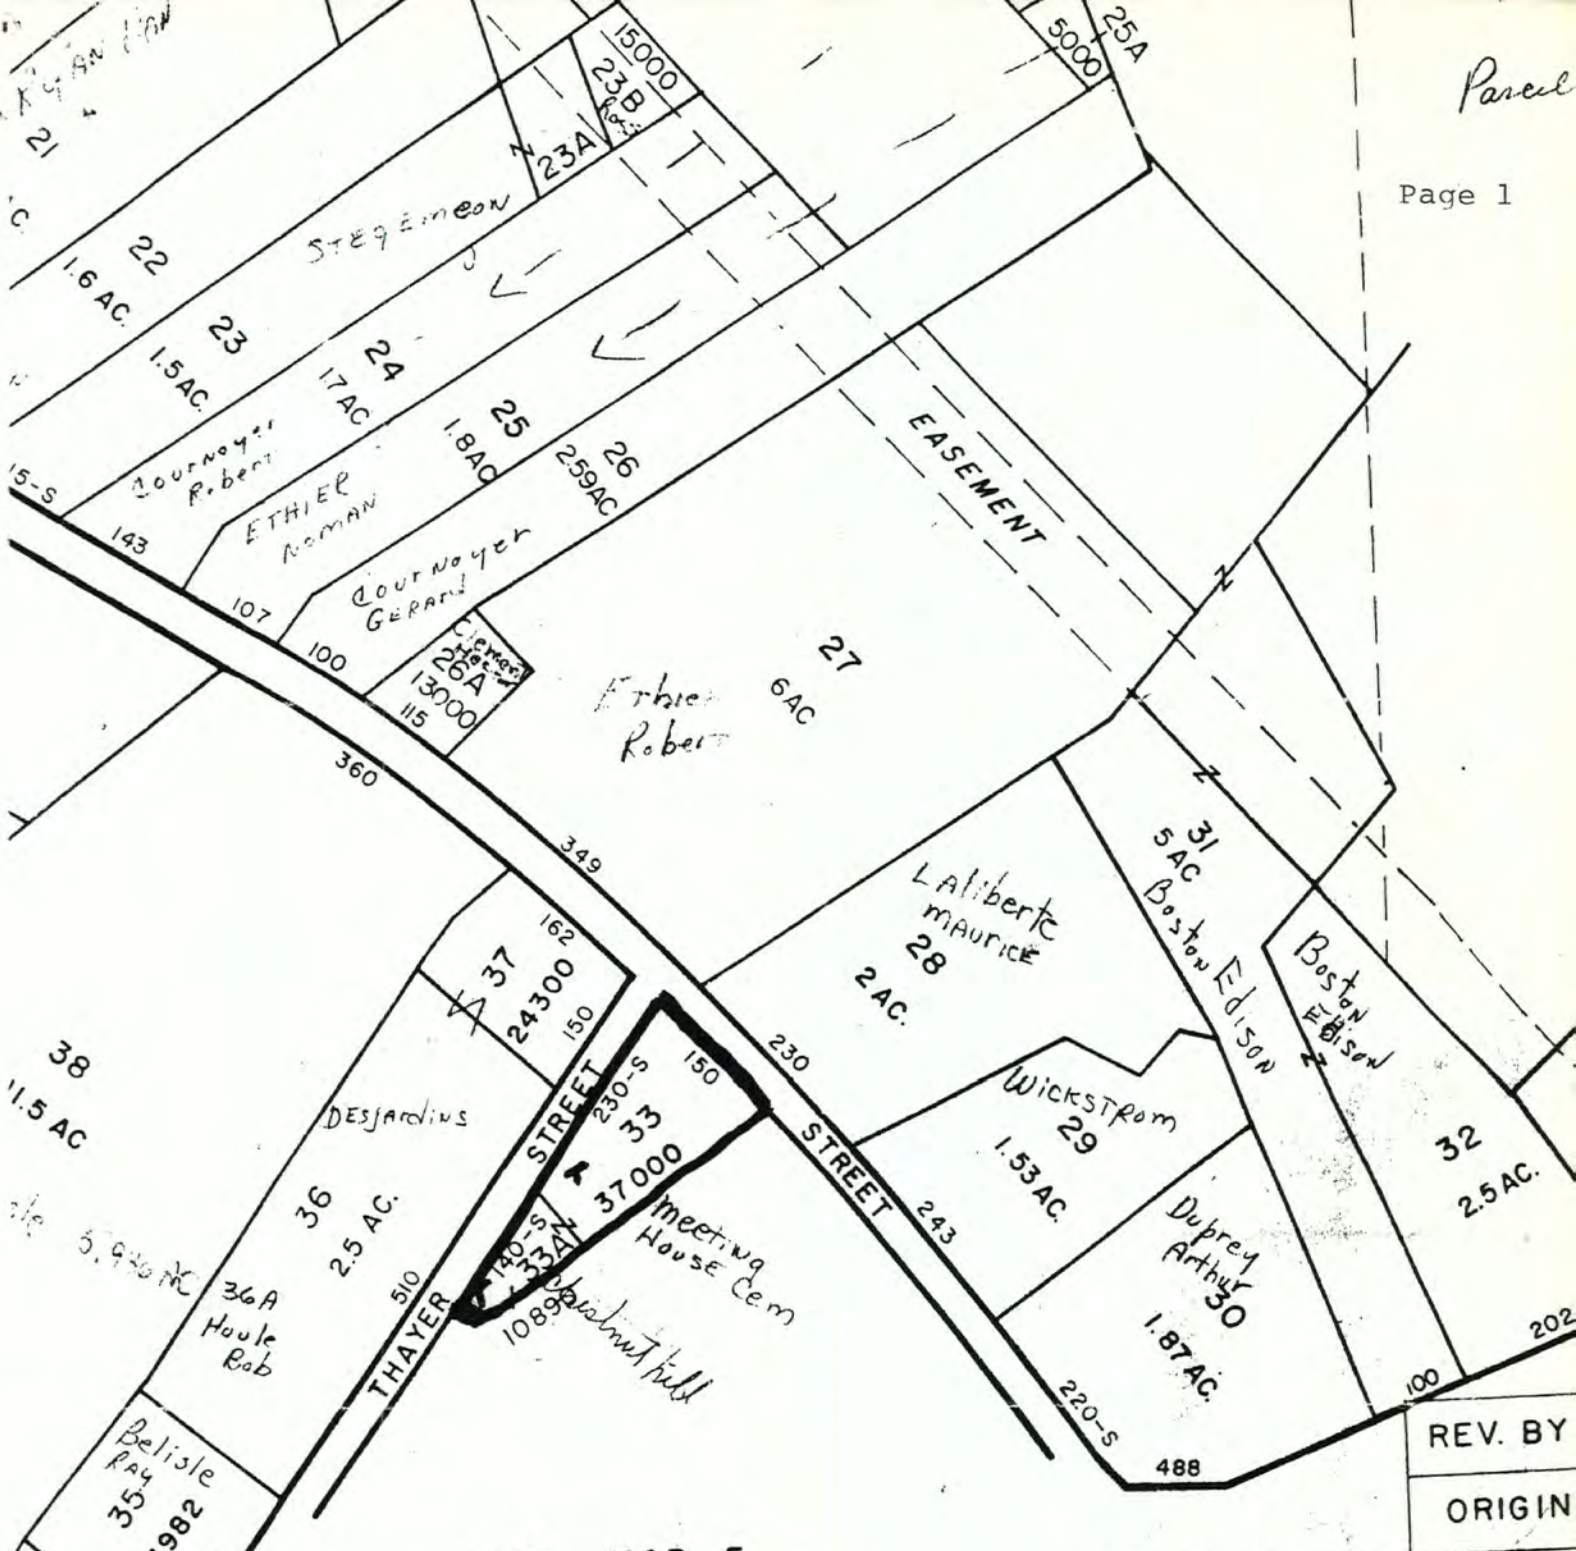 RYAN
21
15000
23B
5000
25A
Parcel
Page 1
23A
N
22
1.6 AC.
STEGEMEON
23
1.5 AC.
24
1.7 AC
25
1.8 AC
26
2.59 AC
EASEMENT
15-S
143
Cournoyer
Robert
ETHIER
NOMAN
107
Cournoyer
GERARD
100
26A
13000
115
27
6 AC
Ethier
Robert
360
349
Z
Z
31
5 AC
Boston Edison
Laliberte
MAURICE
28
2 AC.
Boston
Edison
Z
162
37
24300
150
STREET
230-S
150
33
37000
230
STREET
WICKSTROM
29
1.53 AC.
243
32
2.5 AC.
38
11.5 AC
DESJARDINS
36
2.5 AC.
36A
Houle
Rob
510
THAYER
140-S
33A
Z
1089
Meeting
House Cem
Chestnut hill
Duprey
Arthur
30
1.87 AC.
220-S
488
100
202
Belisle
RAY
35
982
REV. BY
ORIGIN